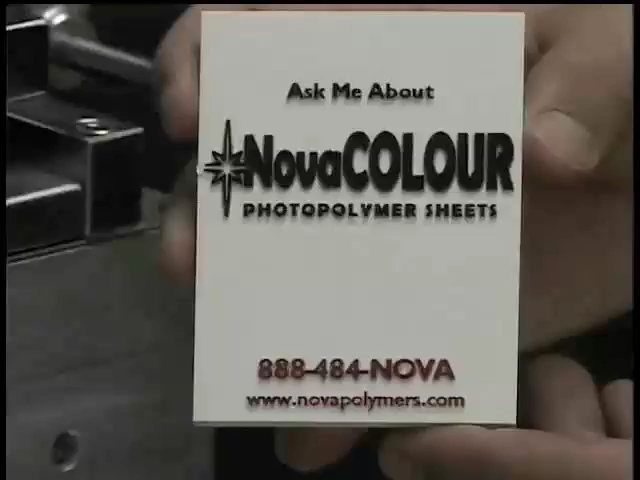 Ask Me About
NovaCOLOUR
PHOTOPOLYMER SHEETS
888-484-NOVA
www.novapolymers.com